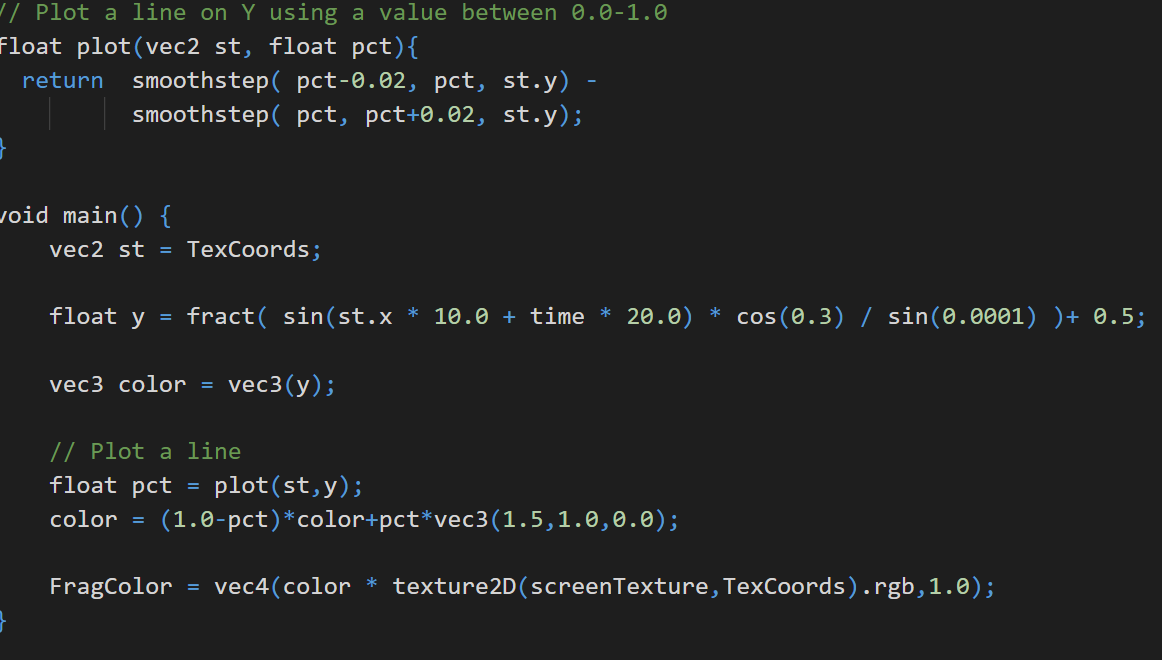 // Plot a line on Y using a value between 0.0-1.0
float plot(vec2 st, float pct){
  return  smoothstep( pct-0.02, pct, st.y) -
          smoothstep( pct, pct+0.02, st.y);
}
void main() {
    vec2 st = TexCoords;
    float y = fract( sin(st.x * 10.0 + time * 20.0) * cos(0.3) / sin(0.0001) )+ 0.5;
    vec3 color = vec3(y);
    // Plot a line
    float pct = plot(st,y);
    color = (1.0-pct)*color+pct*vec3(1.5,1.0,0.0);
    FragColor = vec4(color * texture2D(screenTexture,TexCoords).rgb,1.0);
}